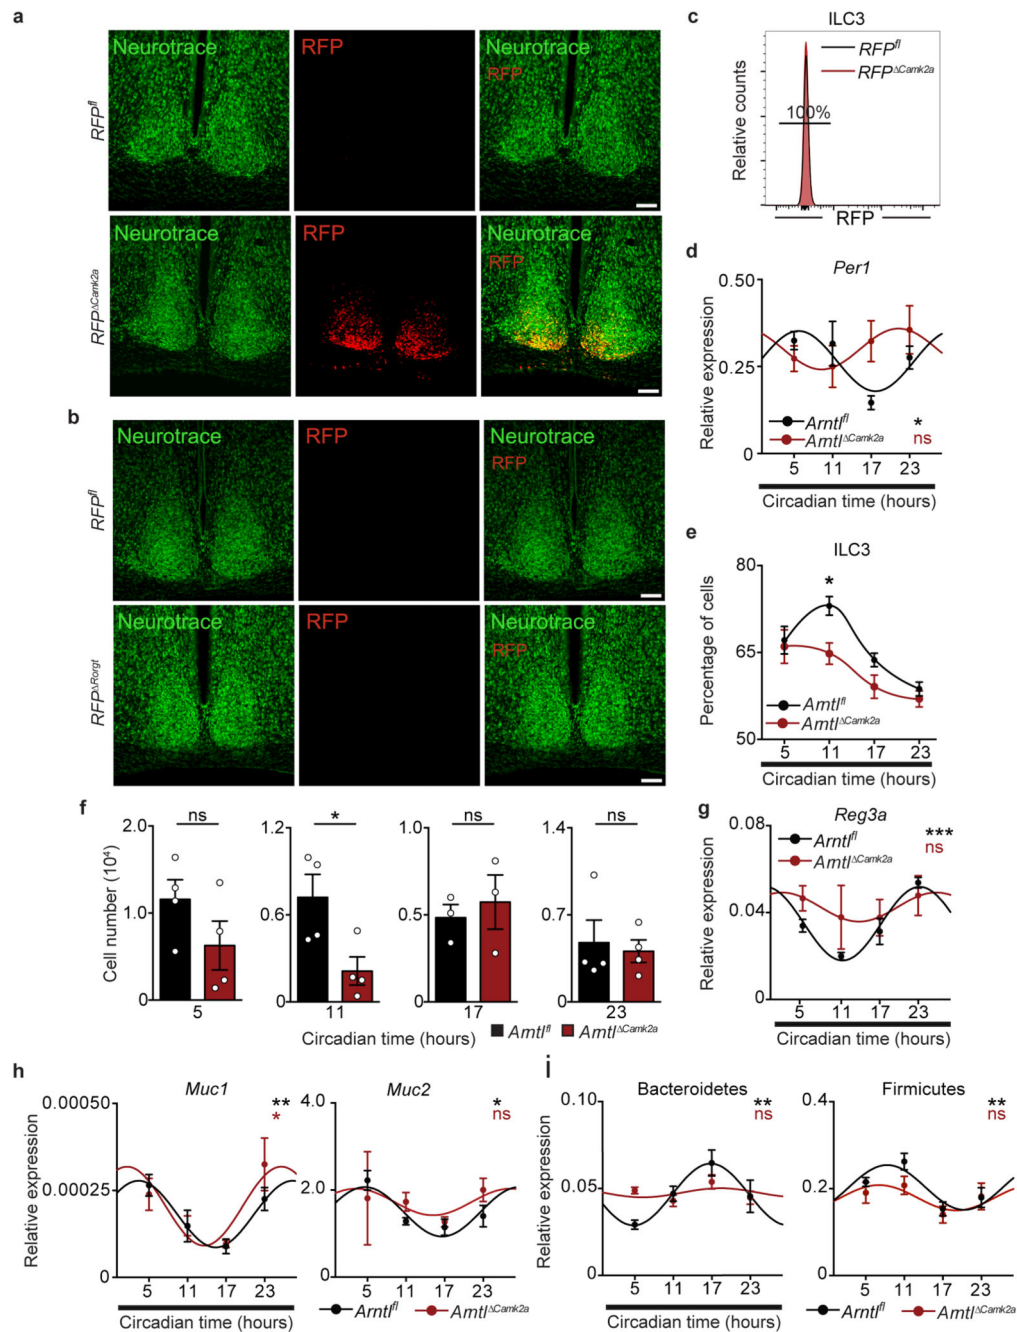 a
Neurotrace RFP Neurotrace
RFP
RFP^fl
Neurotrace RFP Neurotrace
RFP
RFP^ΔCamk2a
b
Neurotrace RFP Neurotrace
RFP
RFP^fl
Neurotrace RFP Neurotrace
RFP
RFP^ΔRorgt
c
ILC3
RFP^fl
RFP^ΔCamk2a
100%
Relative counts
RFP
d
Per1
0.50
0.25
0
Relative expression
Arntl^fl *
Amtl^ΔCamk2a ns
5 11 17 23
Circadian time (hours)
e
ILC3
80
65
50
Percentage of cells
*
Amtl^fl
Amtl^ΔCamk2a
5 11 17 23
Circadian time (hours)
f
Cell number (10^4)
2.0
1.0
0
ns
5
1.2
0.6
0
*
11
1.0
0.5
0
ns
17
1.4
0.7
0
ns
23
Circadian time (hours)
Amtl^fl Amtl^ΔCamk2a
g
Reg3a
0.08
0.04
0
Relative expression
Arntl^fl ***
Amtl^ΔCamk2a ns
5 11 17 23
Circadian time (hours)
h
Muc1
0.00050
0.00025
0
Relative expression
**
*
5 11 17 23
Circadian time (hours)
Muc2
4.0
2.0
0
*
ns
5 11 17 23
Arntl^fl Amtl^ΔCamk2a
i
Bacteroidetes
0.10
0.05
0
Relative expression
**
ns
5 11 17 23
Circadian time (hours)
Firmicutes
0.4
0.2
0
**
ns
5 11 17 23
Arntl^fl Amtl^ΔCamk2a